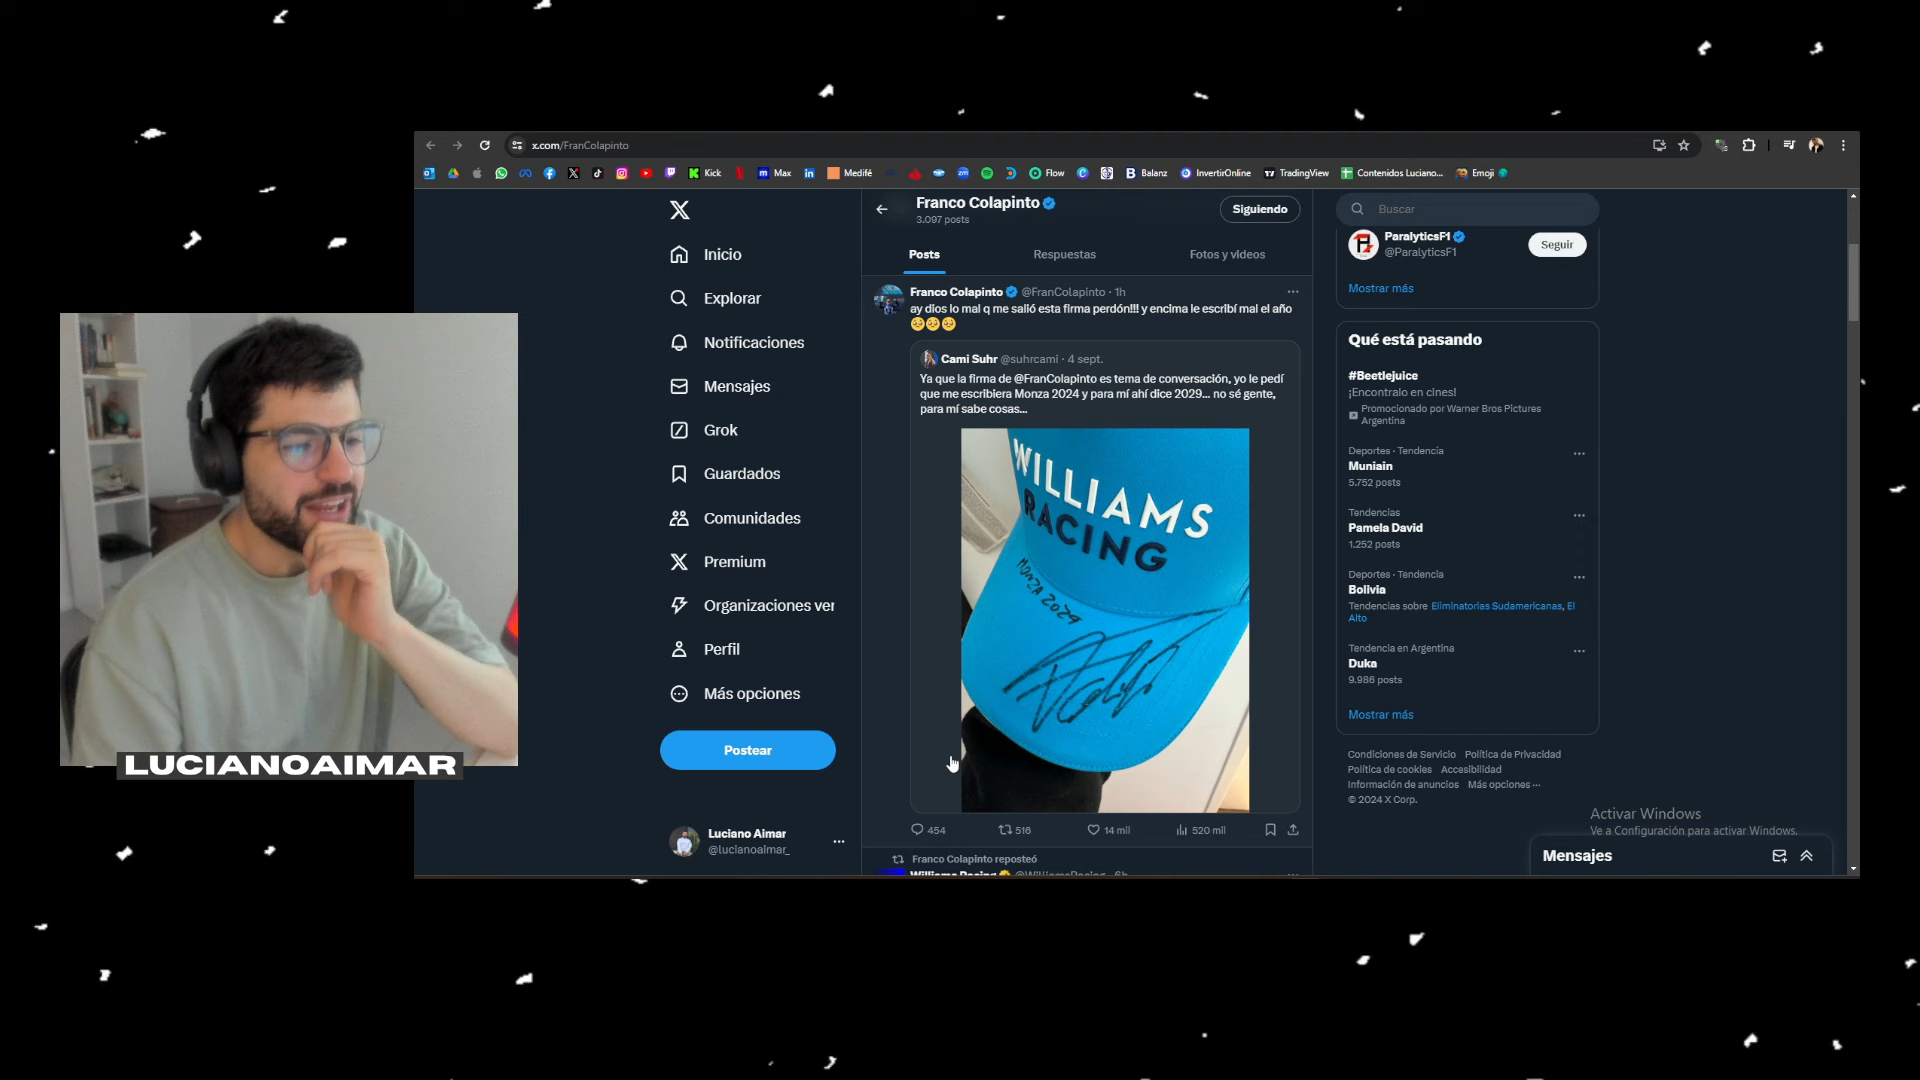 x.com/FranColapinto
Kick
Max
Medifé
Flow
Balanz
InvertirOnline
TradingView
Contenidos Luciano...
Emoji
Inicio
Explorar
Notificaciones
Mensajes
Grok
Guardados
Comunidades
Premium
Organizaciones ver
Perfil
Más opciones
Postear
Luciano Aimar
@lucianoaimar_
Franco Colapinto
3.097 posts
Siguiendo
Posts
Respuestas
Fotos y videos
Franco Colapinto @FranColapinto · 1h
ay dios lo mal q me salió esta firma perdón!!! y encima le escribí mal el año
🥺🥺🥺
Cami Suhr @suhrcami · 4 sept.
Ya que la firma de @FranColapinto es tema de conversación, yo le pedí
que me escribiera Monza 2024 y para mí ahí dice 2029... no sé gente,
para mí sabe cosas...
WILLIAMS
RACING
MONZA 2029
454
516
14 mil
520 mil
Franco Colapinto reposteó
Williams Racing @WilliamsRacing · 6h
Buscar
ParalyticsF1
@ParalyticsF1
Seguir
Mostrar más
Qué está pasando
#Beetlejuice
¡Encontralo en cines!
Promocionado por Warner Bros Pictures
Argentina
Deportes · Tendencia
Muniain
5.752 posts
Tendencias
Pamela David
1.252 posts
Deportes · Tendencia
Bolivia
Tendencias sobre Eliminatorias Sudamericanas, El
Alto
Tendencia en Argentina
Duka
9.986 posts
Mostrar más
Condiciones de Servicio Política de Privacidad
Política de cookies Accesibilidad
Información de anuncios Más opciones ···
© 2024 X Corp.
Activar Windows
Ve a Configuración para activar Windows.
Mensajes
LUCIANOAIMAR